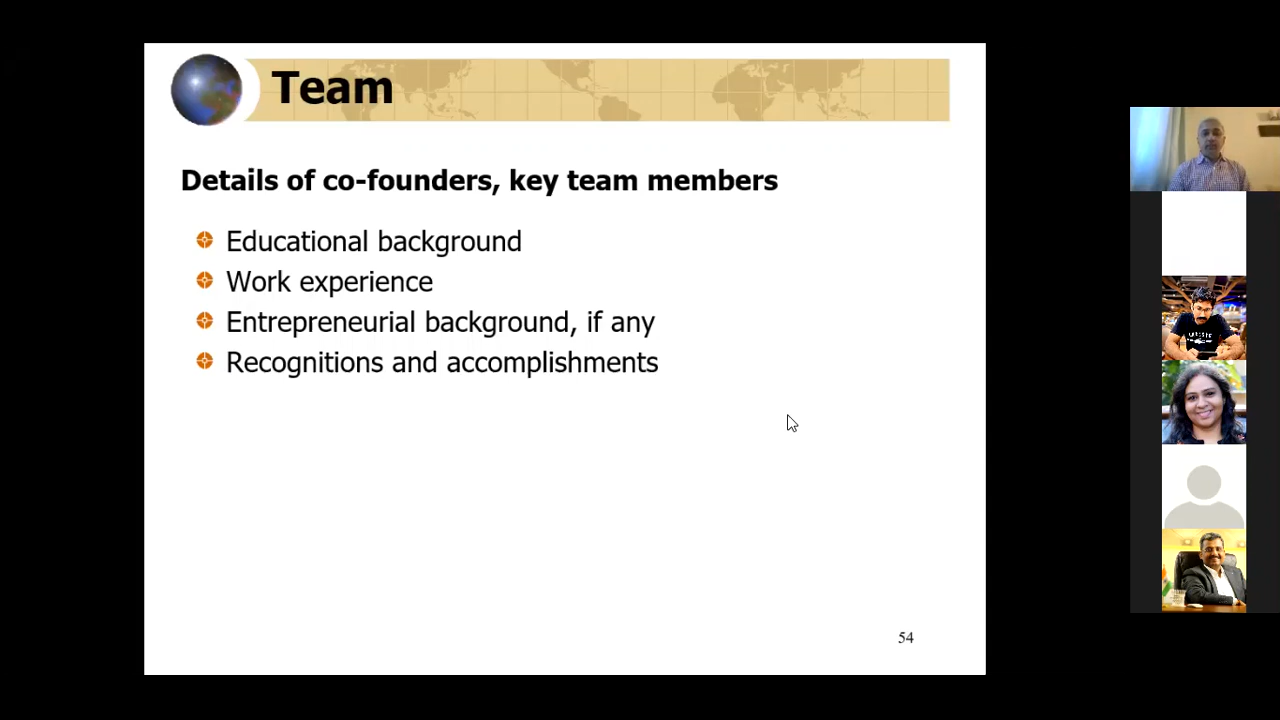 Team
Details of co-founders, key team members
Educational background
Work experience
Entrepreneurial background, if any
Recognitions and accomplishments
54